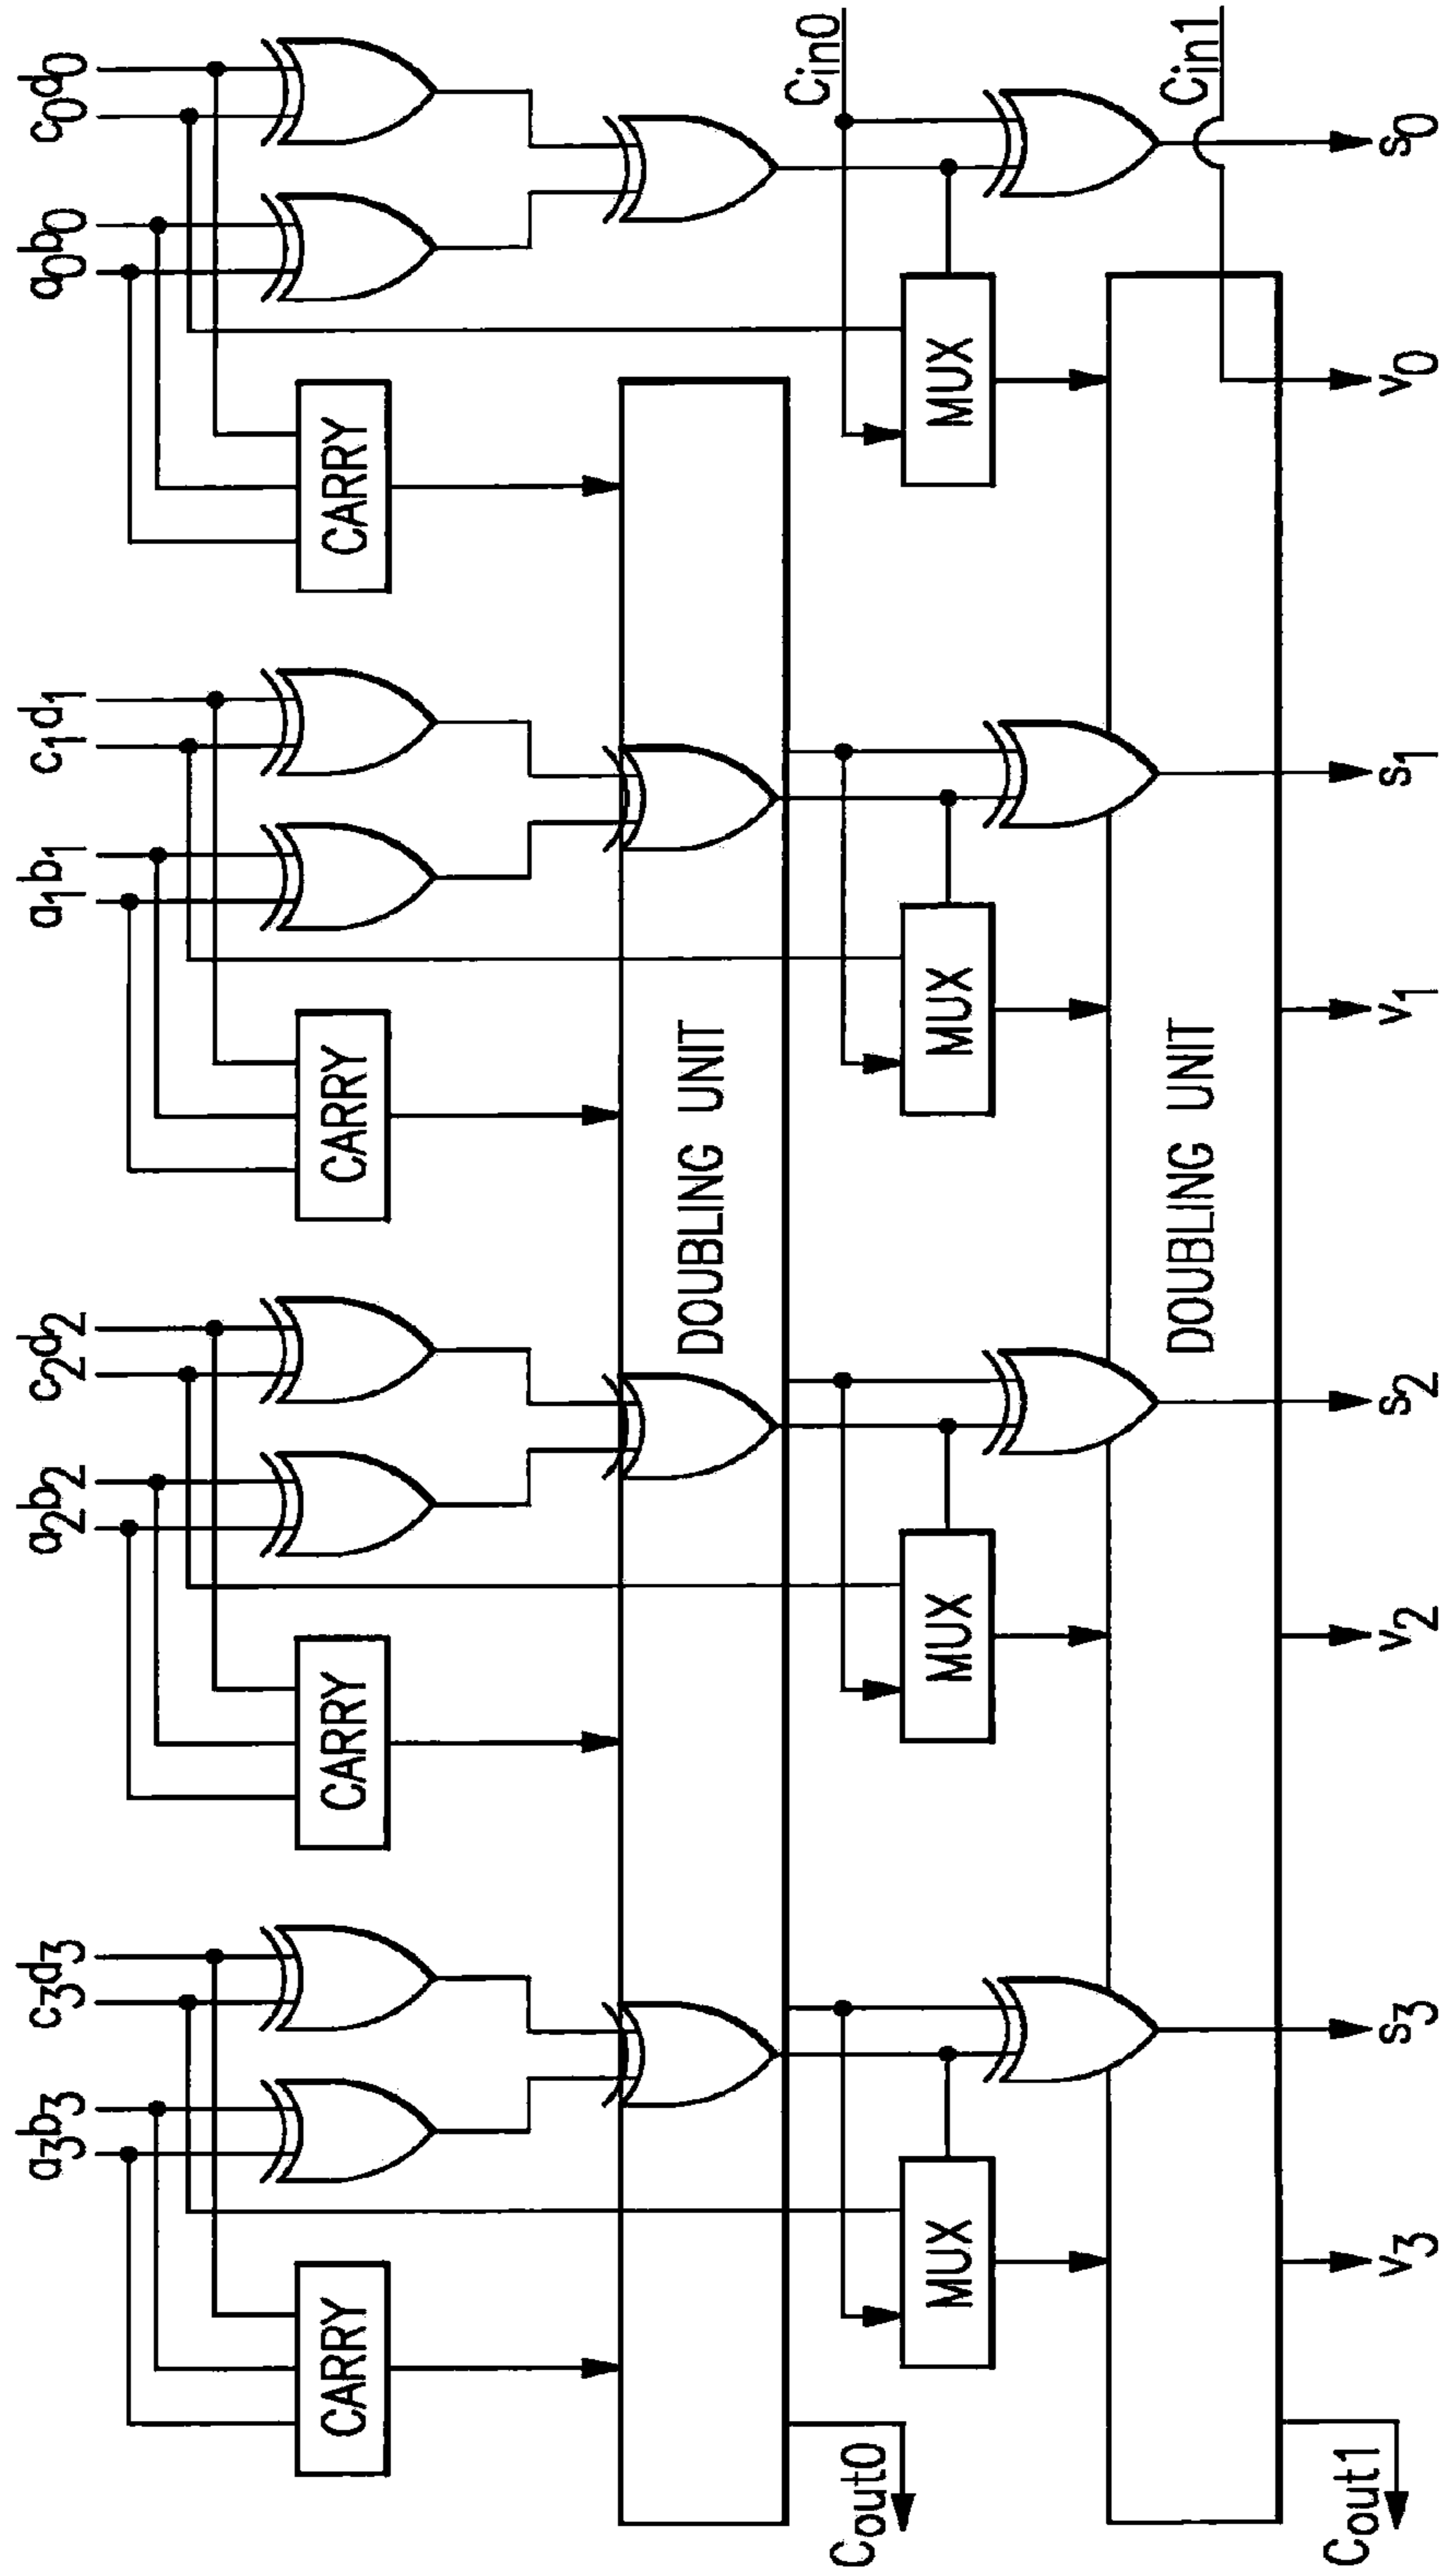 a3b3 c3d3 a2b2 c2d2 a1b1 c1d1 a0b0 c0d0
CARRY CARRY CARRY CARRY
DOUBLING UNIT
Cin0
Cout0
MUX MUX MUX MUX
DOUBLING UNIT
Cin1
Cout1
v3 s3 v2 s2 v1 s1 v0 s0